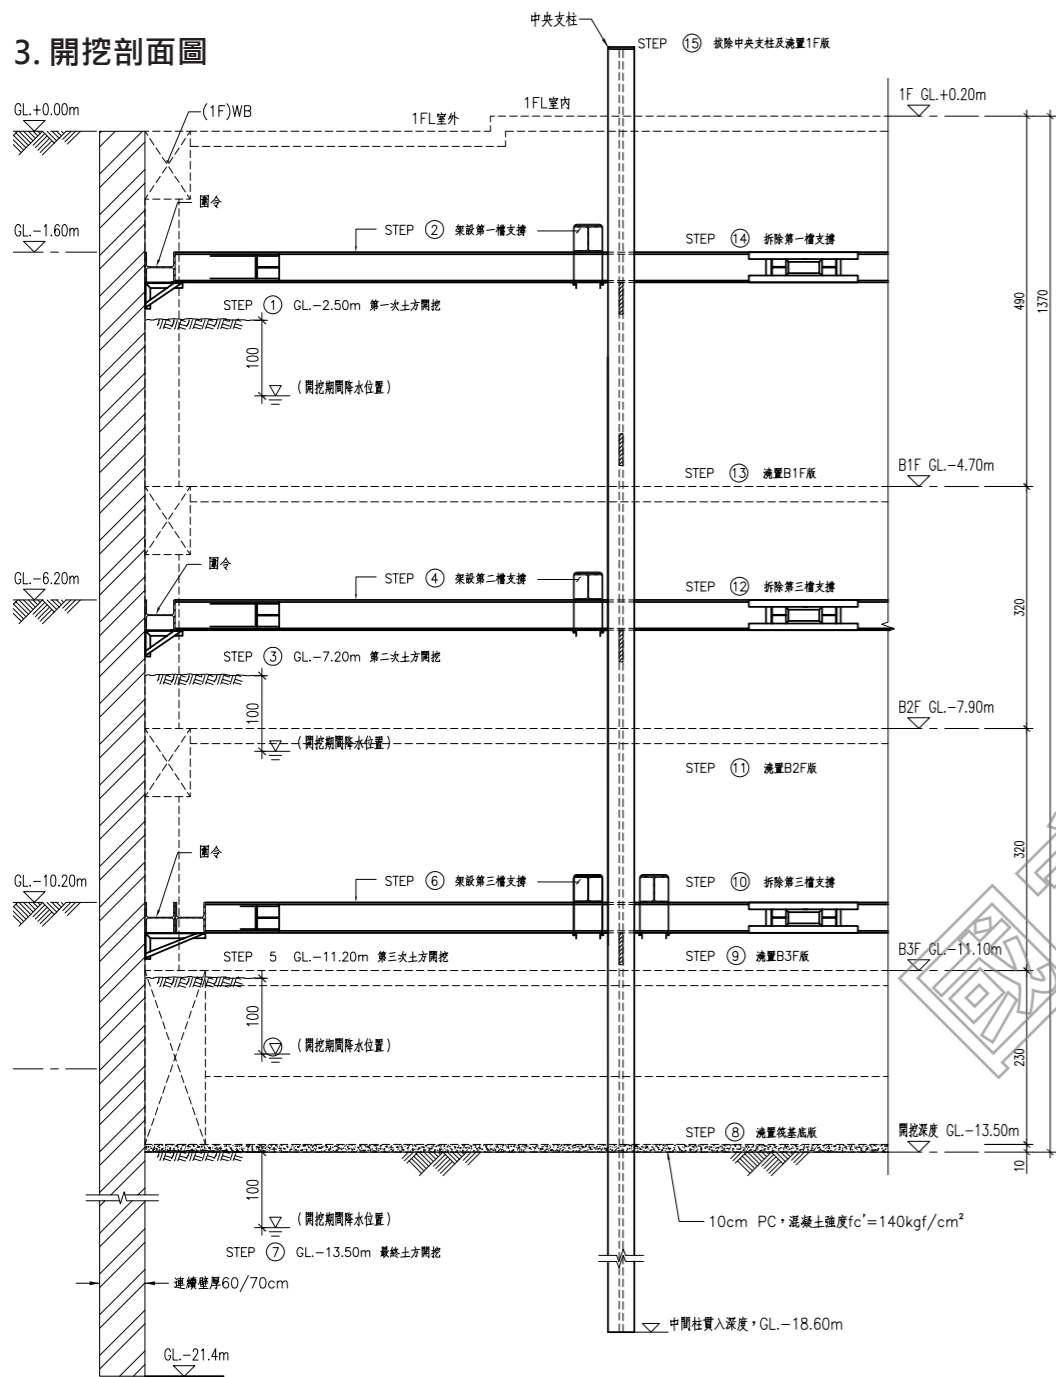 3. 開挖剖面圖
中央支柱
STEP ⑮ 拔除中央支柱及澆置1F版
GL.+0.00m
(1F)WB
1FL室外
1FL室內
1F GL.+0.20m
圍令
GL.-1.60m
STEP ② 架設第一檔支撐
STEP ⑭ 拆除第一檔支撐
STEP ① GL.-2.50m 第一次土方開挖
490
1370
100
(開挖期間降水位置)
STEP ⑬ 澆置B1F版
B1F GL.-4.70m
圍令
GL.-6.20m
STEP ④ 架設第二檔支撐
STEP ⑫ 拆除第三檔支撐
320
STEP ③ GL.-7.20m 第二次土方開挖
100
(開挖期間降水位置)
B2F GL.-7.90m
STEP ⑪ 澆置B2F版
320
圍令
GL.-10.20m
STEP ⑥ 架設第三檔支撐
STEP ⑩ 拆除第三檔支撐
STEP 5 GL.-11.20m 第三次土方開挖
STEP ⑨ 澆置B3F版
B3F GL.-11.10m
100
(開挖期間降水位置)
230
STEP ⑧ 澆置筏基底版
開挖深度 GL.-13.50m
10
100
(開挖期間降水位置)
10cm PC，混凝土強度fc'=140kgf/cm²
STEP ⑦ GL.-13.50m 最終土方開挖
連續壁厚60/70cm
中間柱貫入深度，GL.-18.60m
GL.-21.4m